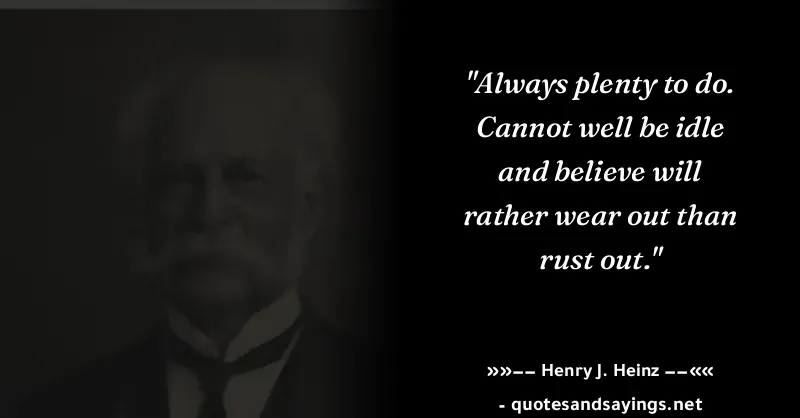 "Always plenty to do.
Cannot well be idle
and believe will
rather wear out than
rust out."
»»–– Henry J. Heinz ––««
- quotesandsayings.net